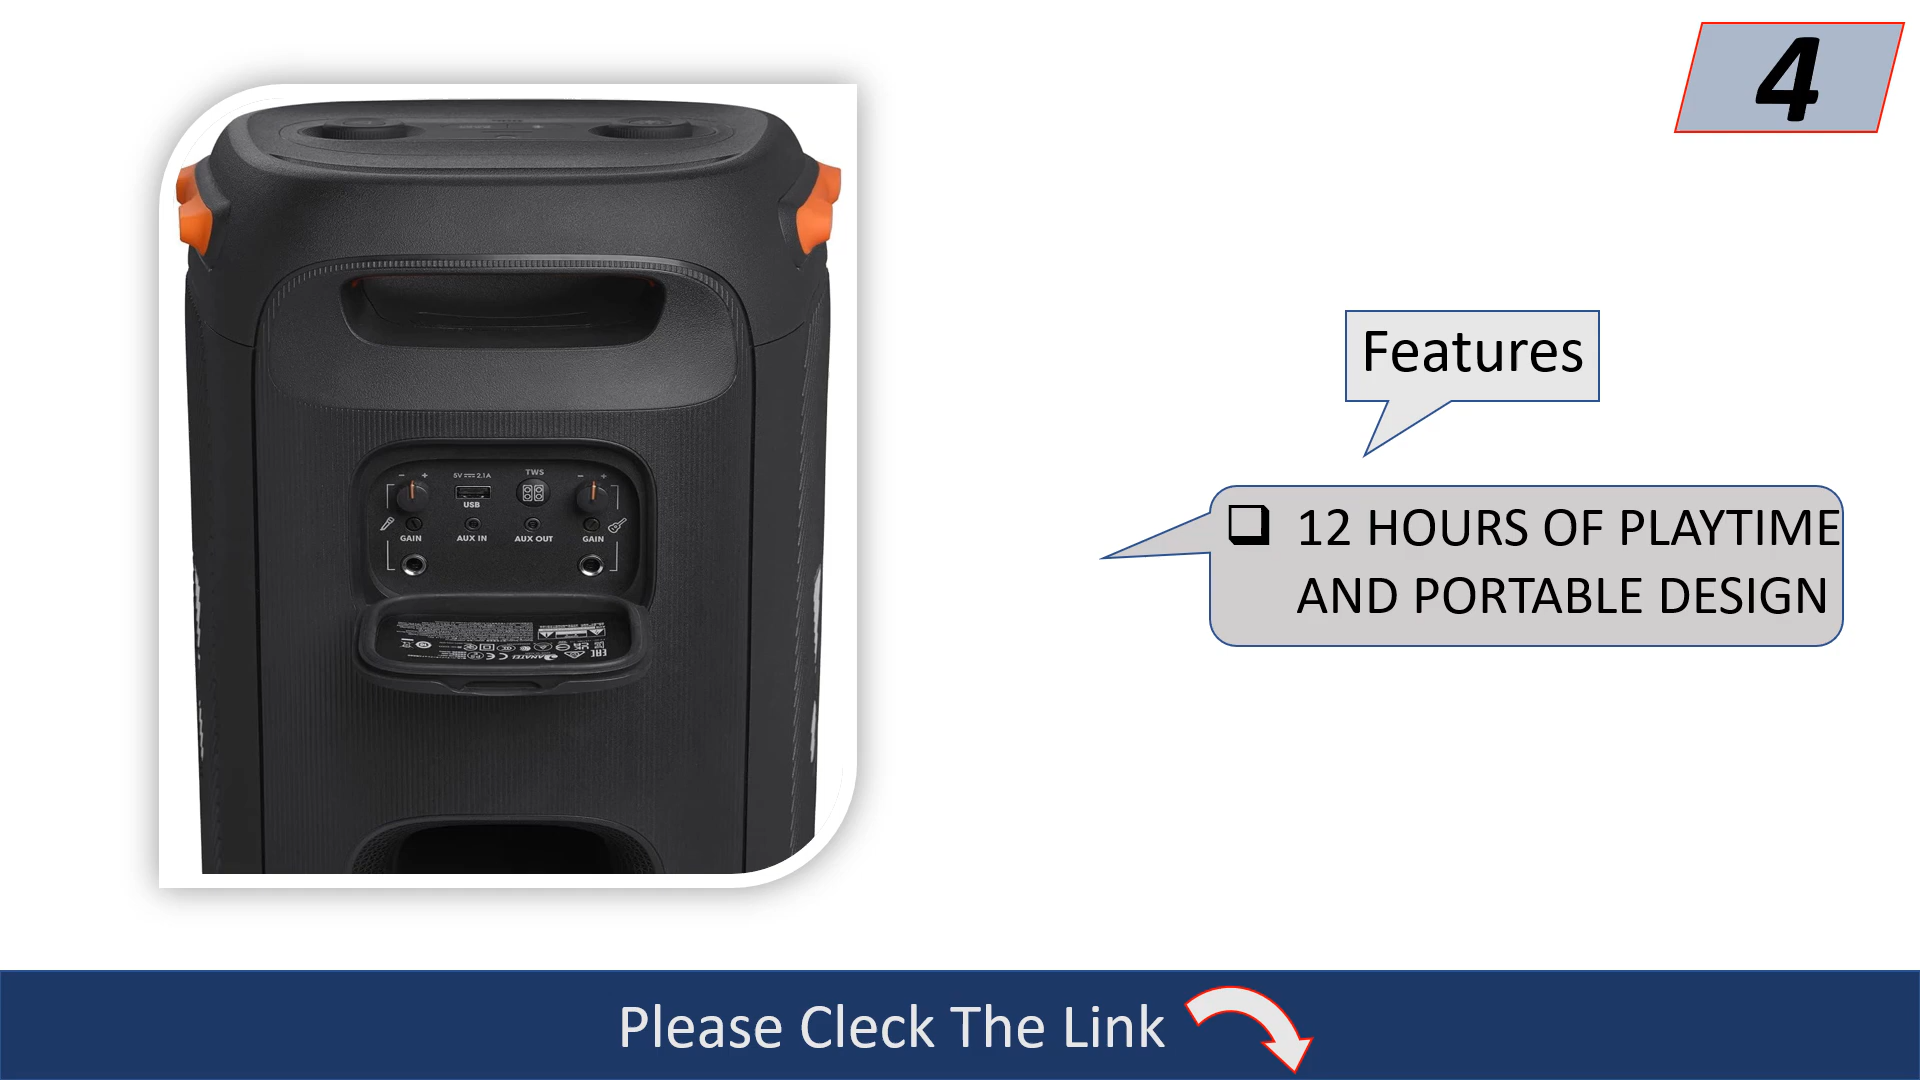 4
Features
12 HOURS OF PLAYTIME
AND PORTABLE DESIGN
5V 2.1A
TWS
USB
GAIN
AUX IN
AUX OUT
GAIN
Please Cleck The Link